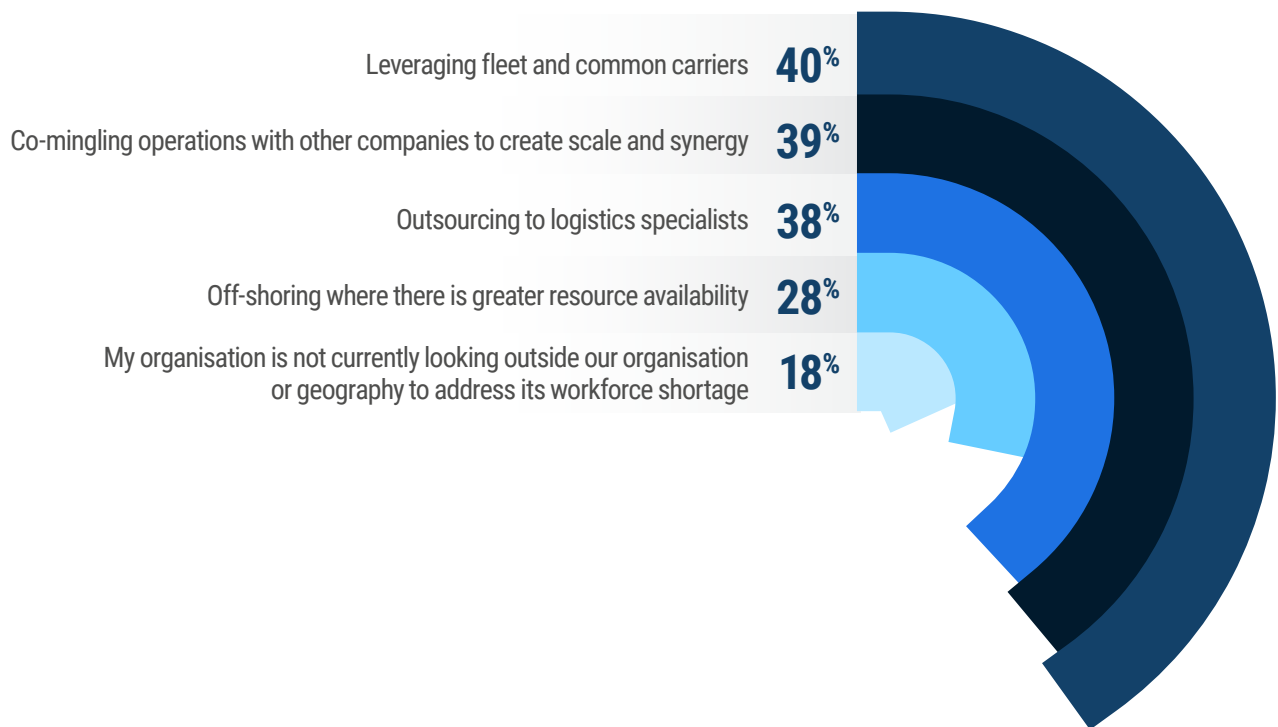 Leveraging fleet and common carriers 40%
Co-mingling operations with other companies to create scale and synergy 39%
Outsourcing to logistics specialists 38%
Off-shoring where there is greater resource availability 28%
My organisation is not currently looking outside our organisation
or geography to address its workforce shortage 18%